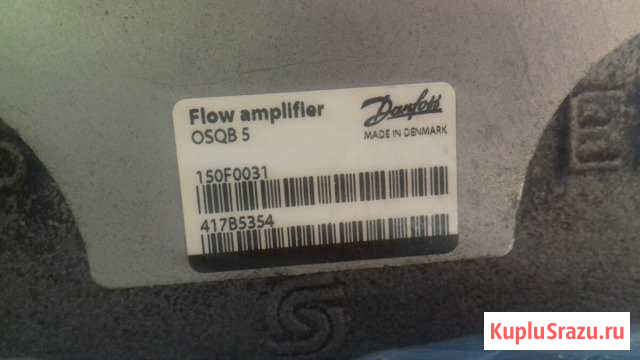 Flow amplifier
OSQB 5
Danfoss
MADE IN DENMARK
150F0031
417B5354
KupluSrazu.ru